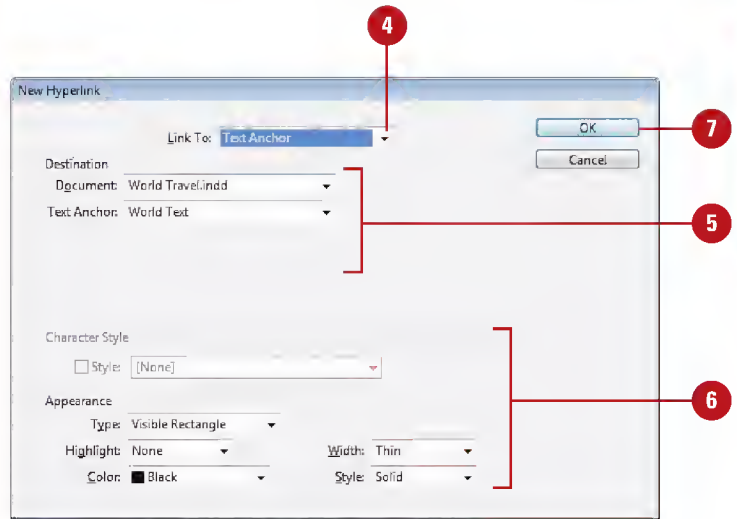 4
New Hyperlink
Link To: Text Anchor
OK
7
Destination
Cancel
Document: World Travel.indd
Text Anchor: World Text
5
Character Style
Style: [None]
Appearance
6
Type: Visible Rectangle
Highlight: None Width: Thin
Color: Black Style: Solid